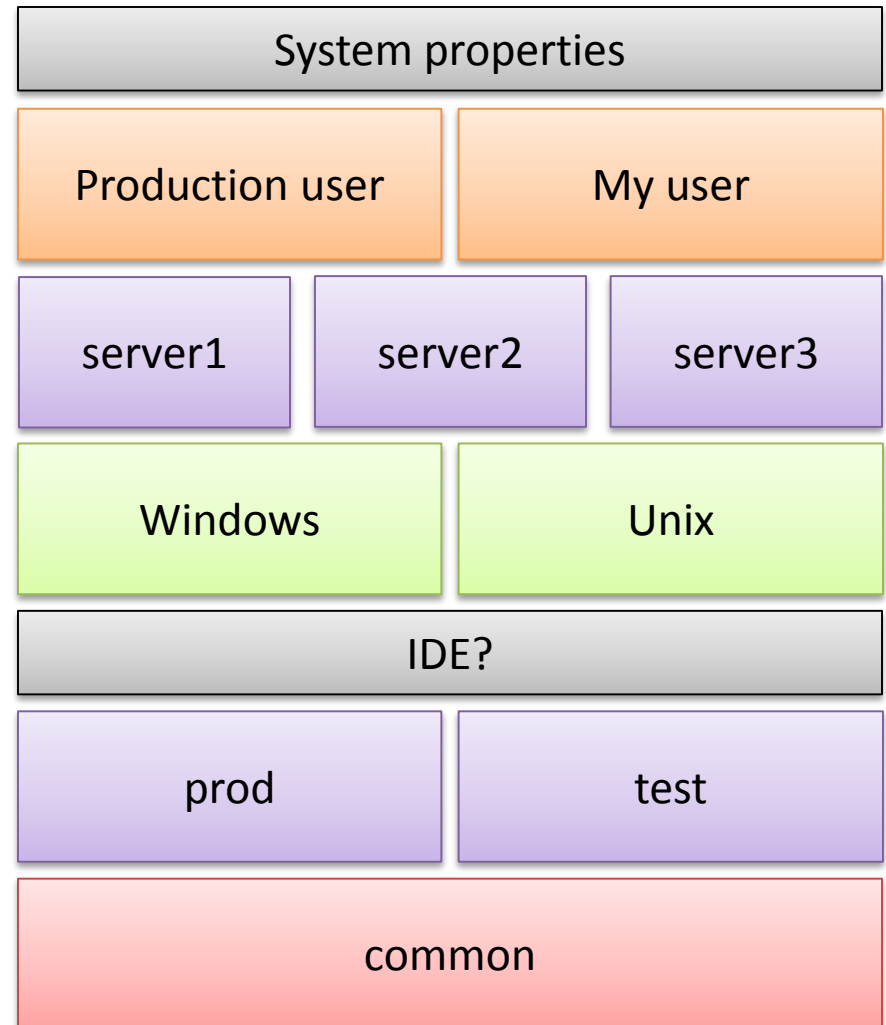 System properties
Production user
My user
server1
server2
server3
Windows
Unix
IDE?
prod
test
common